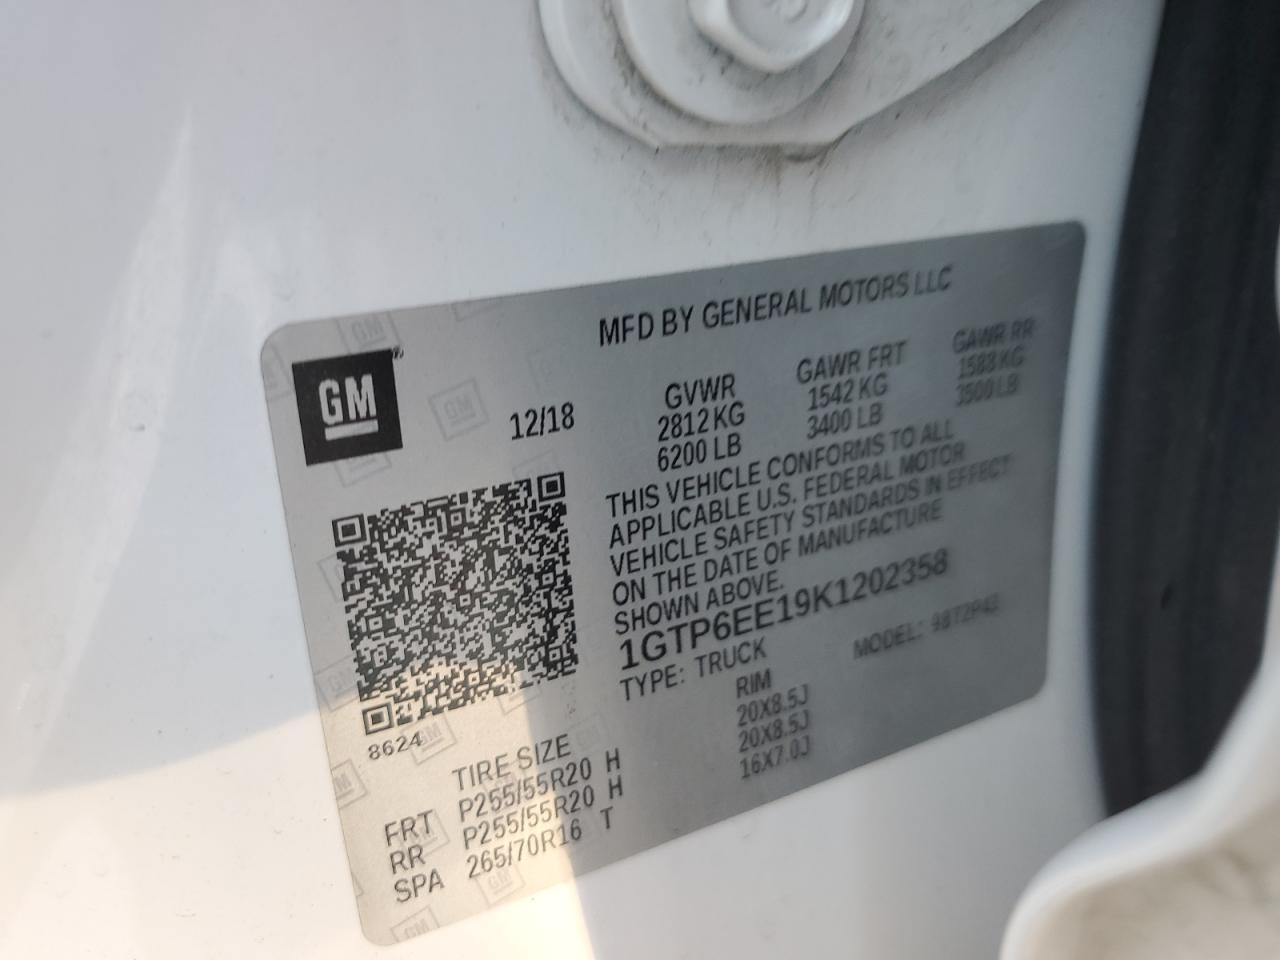 MFD BY GENERAL MOTORS LLC
GM
12/18
GVWR GAWR FRT GAWR RR
2812 KG 1542 KG 1588 KG
6200 LB 3400 LB 3500 LB
THIS VEHICLE CONFORMS TO ALL
APPLICABLE U.S. FEDERAL MOTOR
VEHICLE SAFETY STANDARDS IN EFFECT
ON THE DATE OF MANUFACTURE
SHOWN ABOVE.
1GTP6EE19K1202358
TYPE: TRUCK MODEL:
8624
TIRE SIZE RIM
FRT P255/55R20 H 20X8.5J
RR P255/55R20 H 20X8.5J
SPA 265/70R16 T 16X7.0J